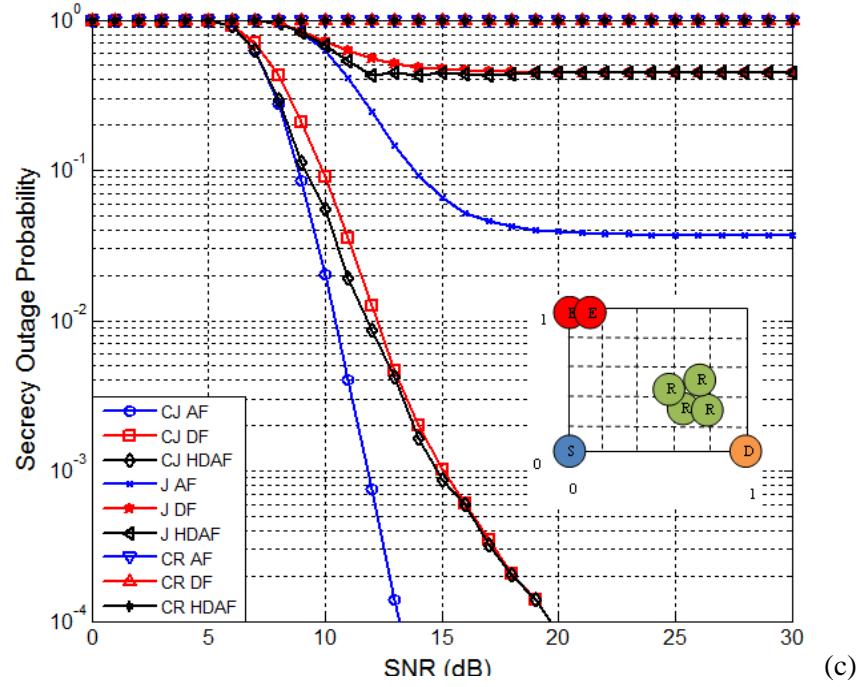 10^0
10^-1
10^-2
10^-3
10^-4
Secrecy Outage Probability
0 5 10 15 20 25 30
SNR (dB)
CJ AF
CJ DF
CJ HDAF
J AF
J DF
J HDAF
CR AF
CR DF
CR HDAF
1
E E
R
R
R R
S D
0
0 1
(c)